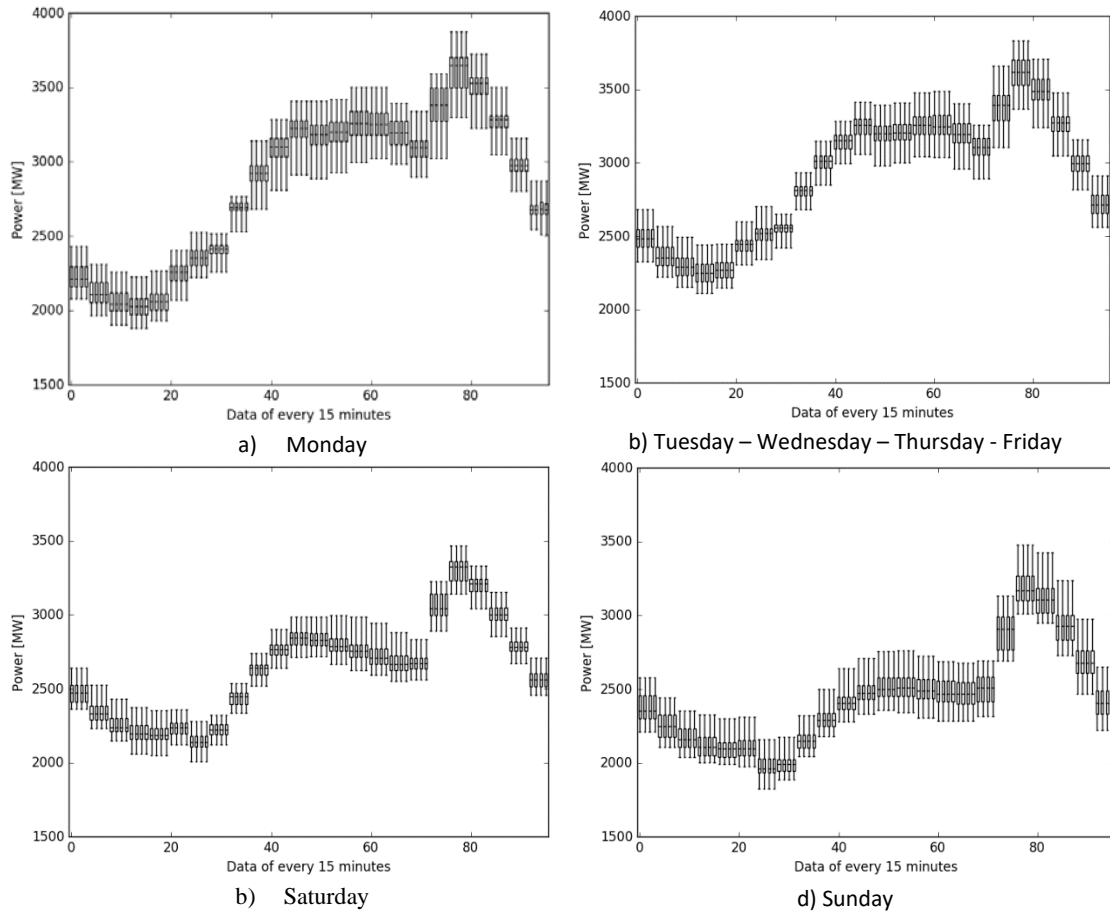 4000
3500
3000
2500
2000
1500
Power [MW]
0 20 40 60 80
Data of every 15 minutes
a) Monday
4000
3500
3000
2500
2000
1500
Power [MW]
0 20 40 60 80
Data of every 15 minutes
b) Tuesday – Wednesday – Thursday - Friday
4000
3500
3000
2500
2000
1500
Power [MW]
0 20 40 60 80
Data of every 15 minutes
b) Saturday
4000
3500
3000
2500
2000
1500
Power [MW]
0 20 40 60 80
Data of every 15 minutes
d) Sunday